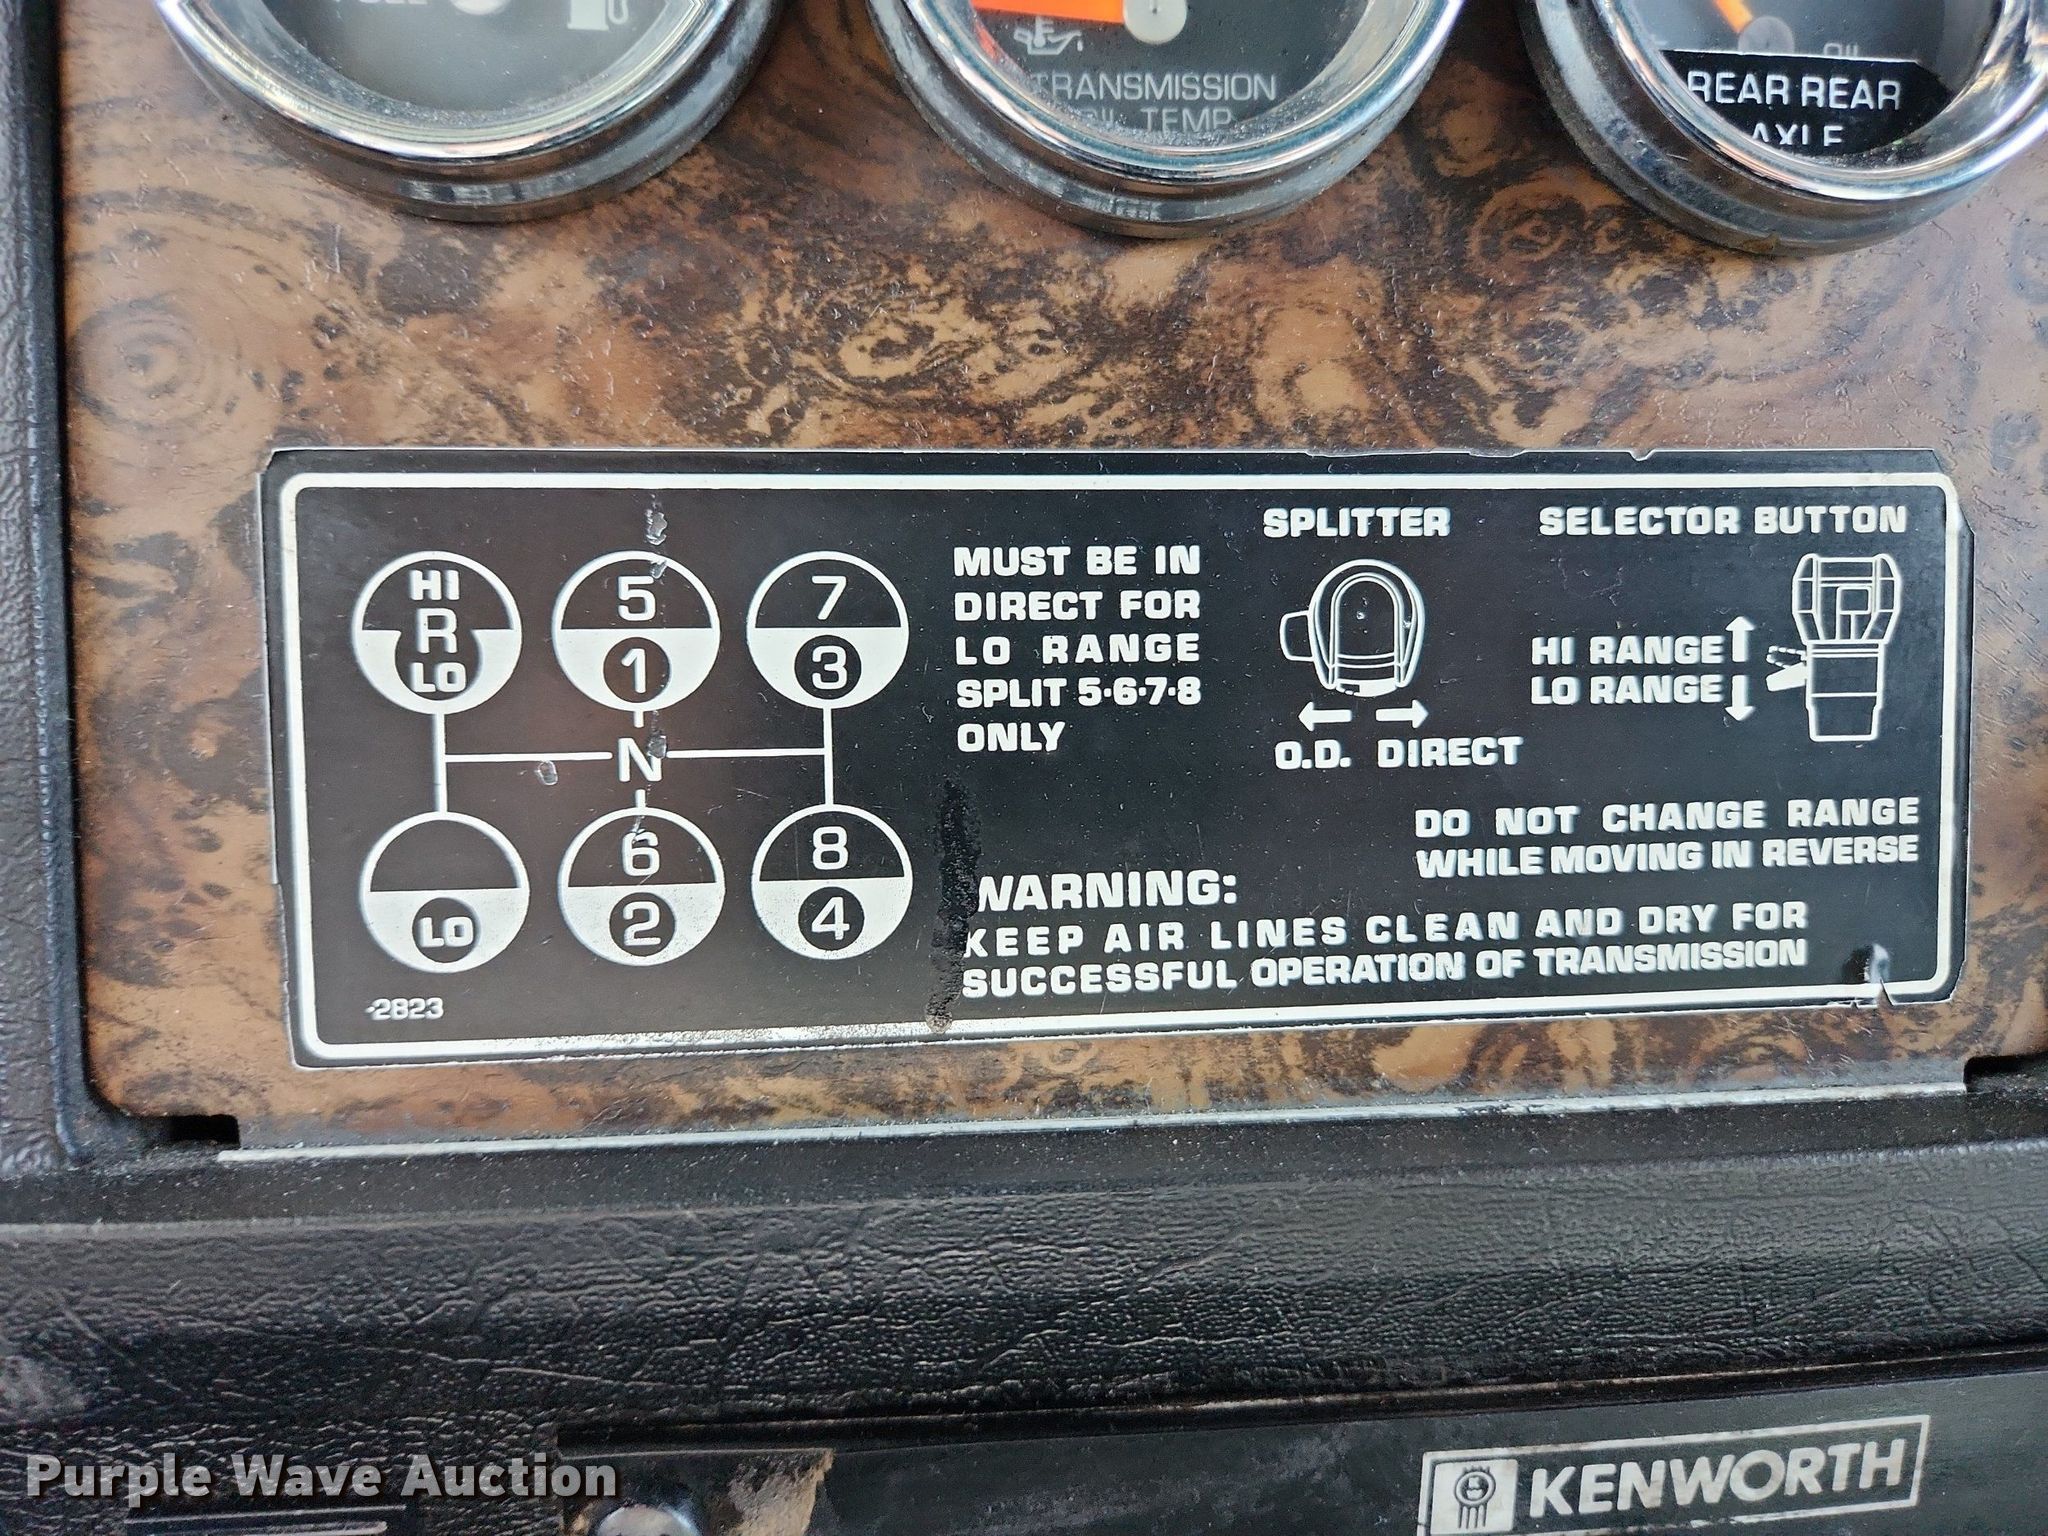 TRANSMISSION
TEMP
REAR REAR
AXLE
HI
R
LO
5
1
7
3
N
LO
6
2
8
4
-2823
MUST BE IN
DIRECT FOR
LO RANGE
SPLIT 5·6·7·8
ONLY
SPLITTER
O.D. DIRECT
SELECTOR BUTTON
HI RANGE
LO RANGE
DO NOT CHANGE RANGE
WHILE MOVING IN REVERSE
WARNING:
KEEP AIR LINES CLEAN AND DRY FOR
SUCCESSFUL OPERATION OF TRANSMISSION
KENWORTH
Purple Wave Auction